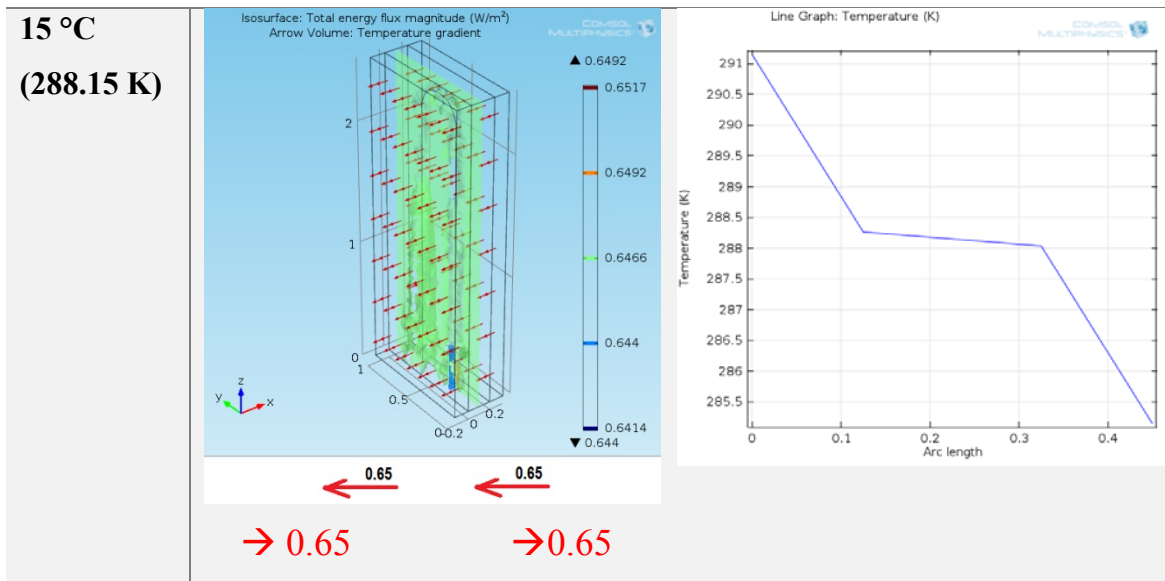 15 °C
(288.15 K)
Isosurface: Total energy flux magnitude (W/m²)
Arrow Volume: Temperature gradient
COMSOL
MULTIPHYSICS
▲ 0.6492
0.6517
0.6492
0.6466
0.644
0.6414
▼ 0.644
2
1
0
1
0.5
0
-0.2
0
0.2
z
y
x
0.65
0.65
→ 0.65
→0.65
Line Graph: Temperature (K)
COMSOL
MULTIPHYSICS
Temperature (K)
291
290.5
290
289.5
289
288.5
288
287.5
287
286.5
286
285.5
0
0.1
0.2
0.3
0.4
Arc length